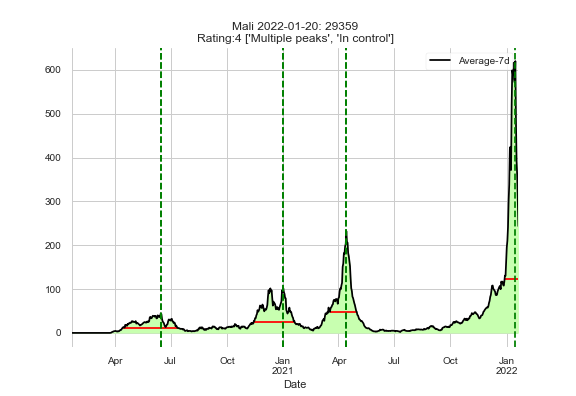 Mali 2022-01-20: 29359
Rating:4 ['Multiple peaks', 'In control']
Average-7d
600
500
400
300
200
100
0
Apr Jul Oct Jan Apr Jul Oct Jan
2021 2022
Date